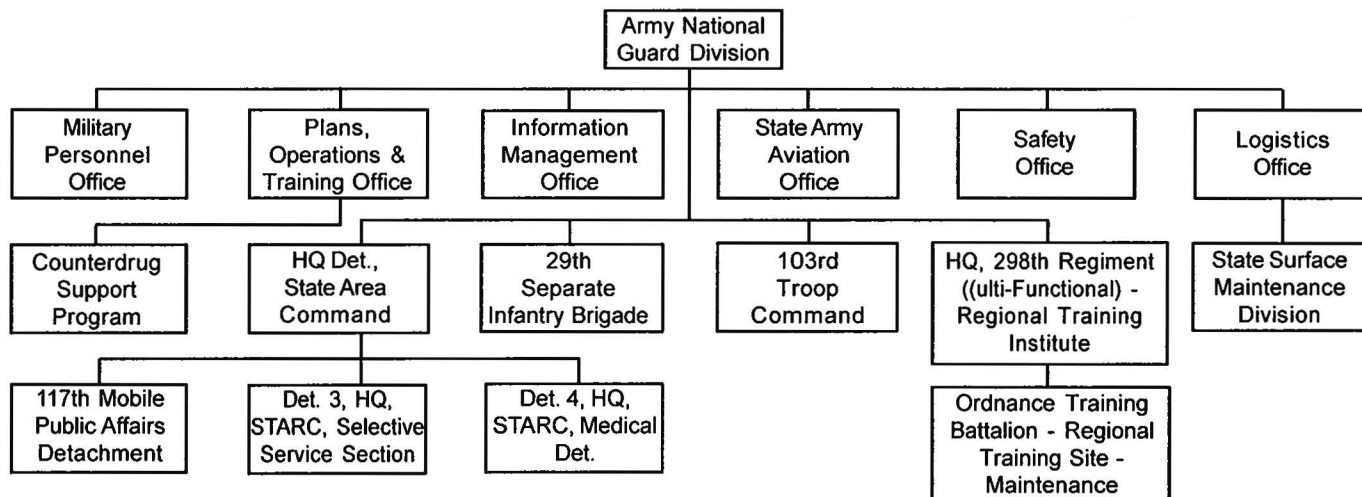 Army National
Guard Division
Military
Personnel
Office
Plans,
Operations &
Training Office
Information
Management
Office
State Army
Aviation
Office
Safety
Office
Logistics
Office
Counterdrug
Support
Program
HQ Det.,
State Area
Command
29th
Separate
Infantry Brigade
103rd
Troop
Command
HQ, 298th Regiment
((ulti-Functional) -
Regional Training
Institute
State Surface
Maintenance
Division
117th Mobile
Public Affairs
Detachment
Det. 3, HQ,
STARC, Selective
Service Section
Det. 4, HQ,
STARC, Medical
Det.
Ordnance Training
Battalion - Regional
Training Site -
Maintenance